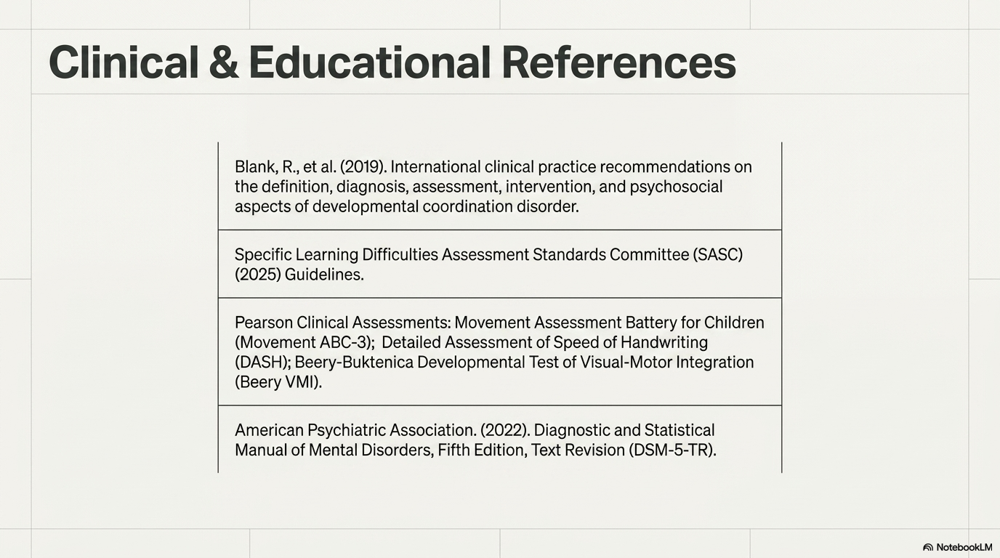 Clinical & Educational References
Blank, R., et al. (2019). International clinical practice recommendations on
the definition, diagnosis, assessment, intervention, and psychosocial
aspects of developmental coordination disorder.
Specific Learning Difficulties Assessment Standards Committee (SASC)
(2025) Guidelines.
Pearson Clinical Assessments: Movement Assessment Battery for Children
(Movement ABC-3);  Detailed Assessment of Speed of Handwriting
(DASH); Beery-Buktenica Developmental Test of Visual-Motor Integration
(Beery VMI).
American Psychiatric Association. (2022). Diagnostic and Statistical
Manual of Mental Disorders, Fifth Edition, Text Revision (DSM-5-TR).
NotebookLM